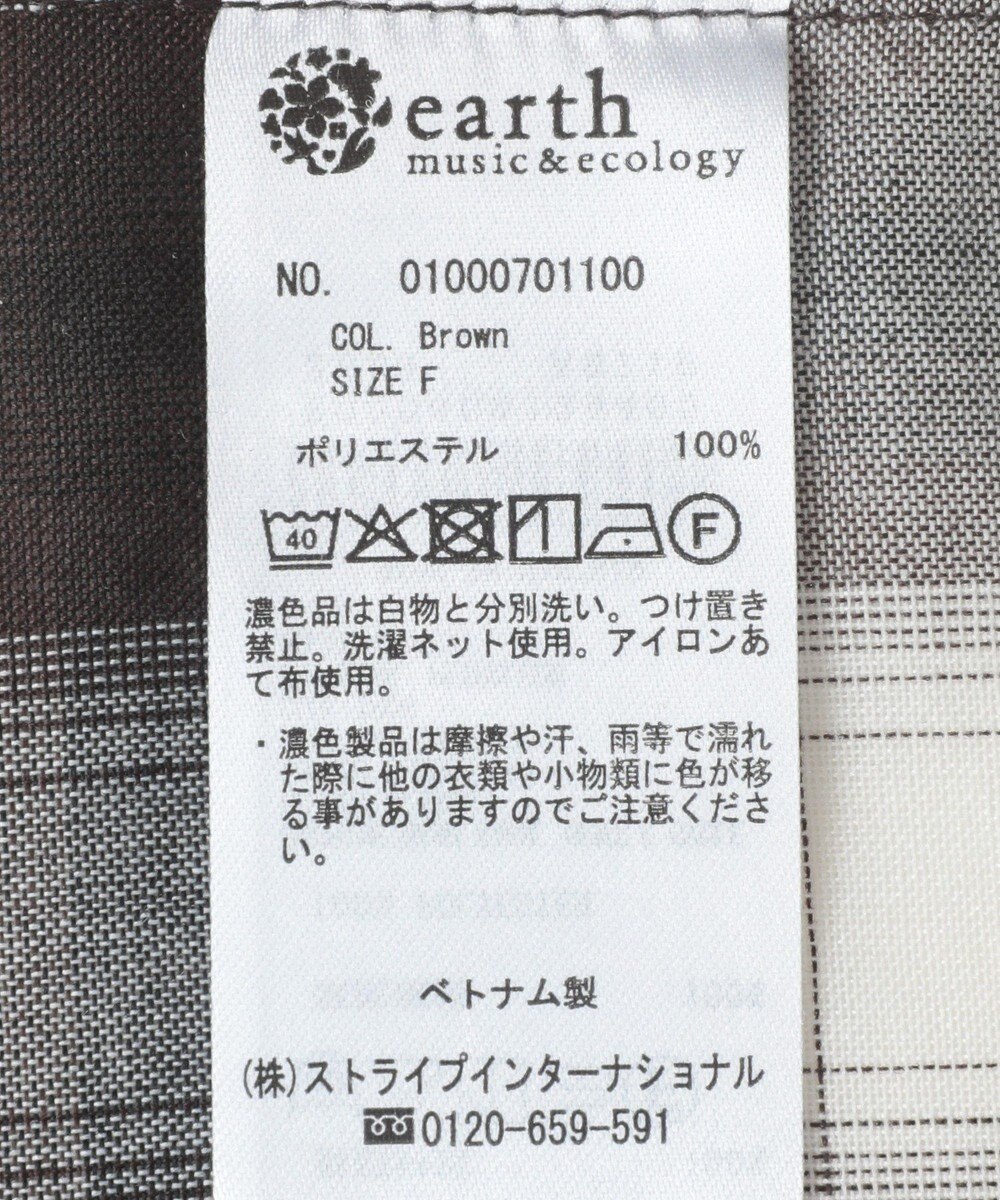 earth
music&ecology
NO. 01000701100
COL. Brown
SIZE F
ポリエステル 100%
40 F
濃色品は白物と分別洗い。つけ置き
禁止。洗濯ネット使用。アイロンあ
て布使用。
・濃色製品は摩擦や汗、雨等で濡れ
た際に他の衣類や小物類に色が移
る事がありますのでご注意くださ
い。
ベトナム製
(株)ストライプインターナショナル
0120-659-591